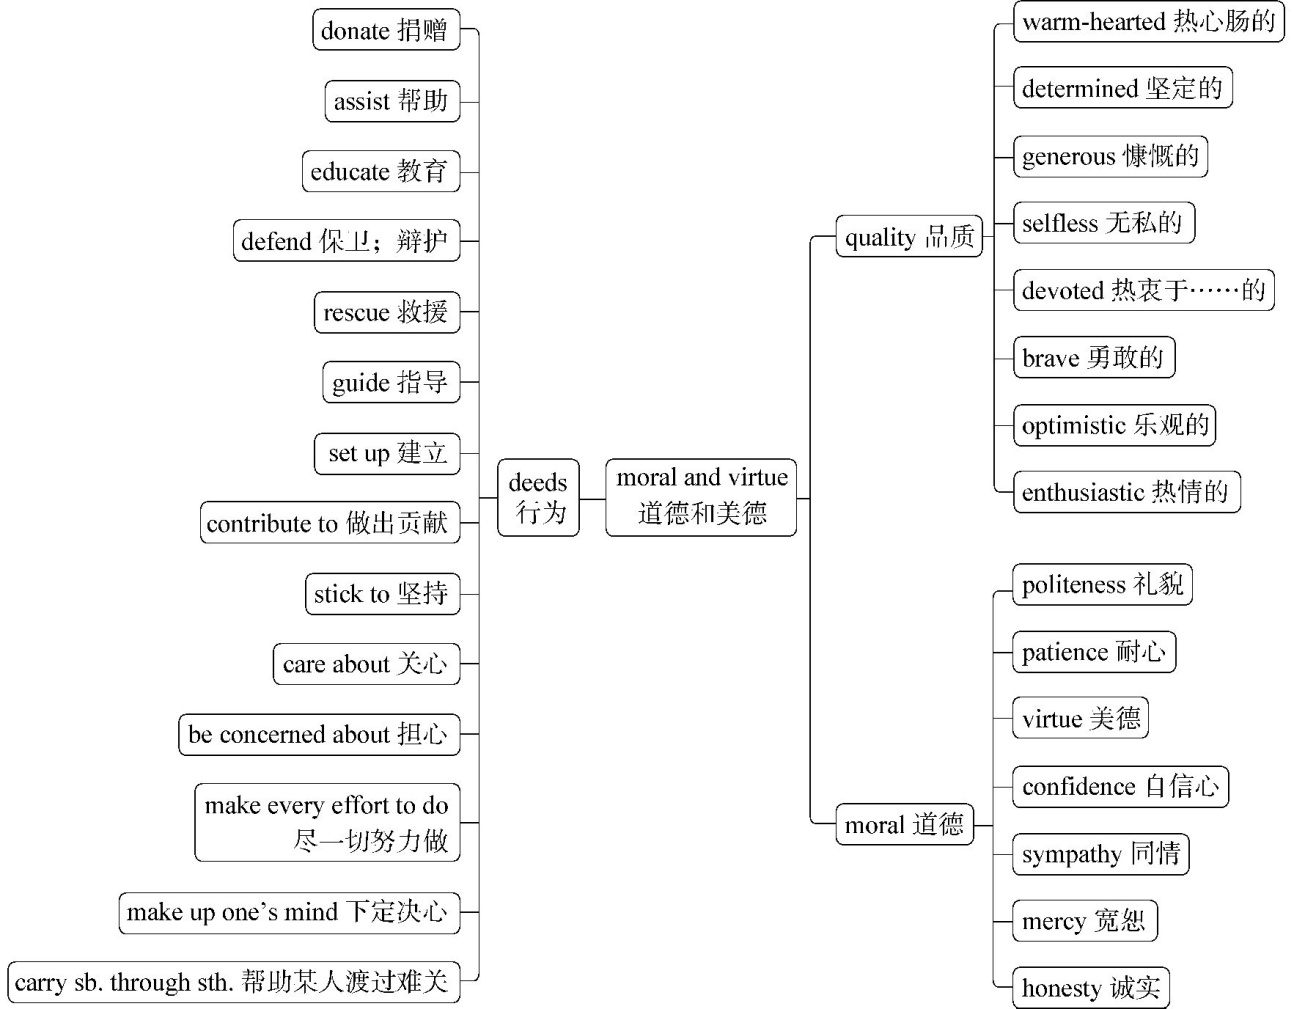 donate 捐赠
assist 帮助
educate 教育
defend 保卫；辩护
rescue 救援
guide 指导
set up 建立
contribute to 做出贡献
stick to 坚持
care about 关心
be concerned about 担心
make every effort to do
尽一切努力做
make up one's mind 下定决心
carry sb. through sth. 帮助某人渡过难关
deeds
行为
moral and virtue
道德和美德
quality 品质
warm-hearted 热心肠的
determined 坚定的
generous 慷慨的
selfless 无私的
devoted 热衷于……的
brave 勇敢的
optimistic 乐观的
enthusiastic 热情的
moral 道德
politeness 礼貌
patience 耐心
virtue 美德
confidence 自信心
sympathy 同情
mercy 宽恕
honesty 诚实